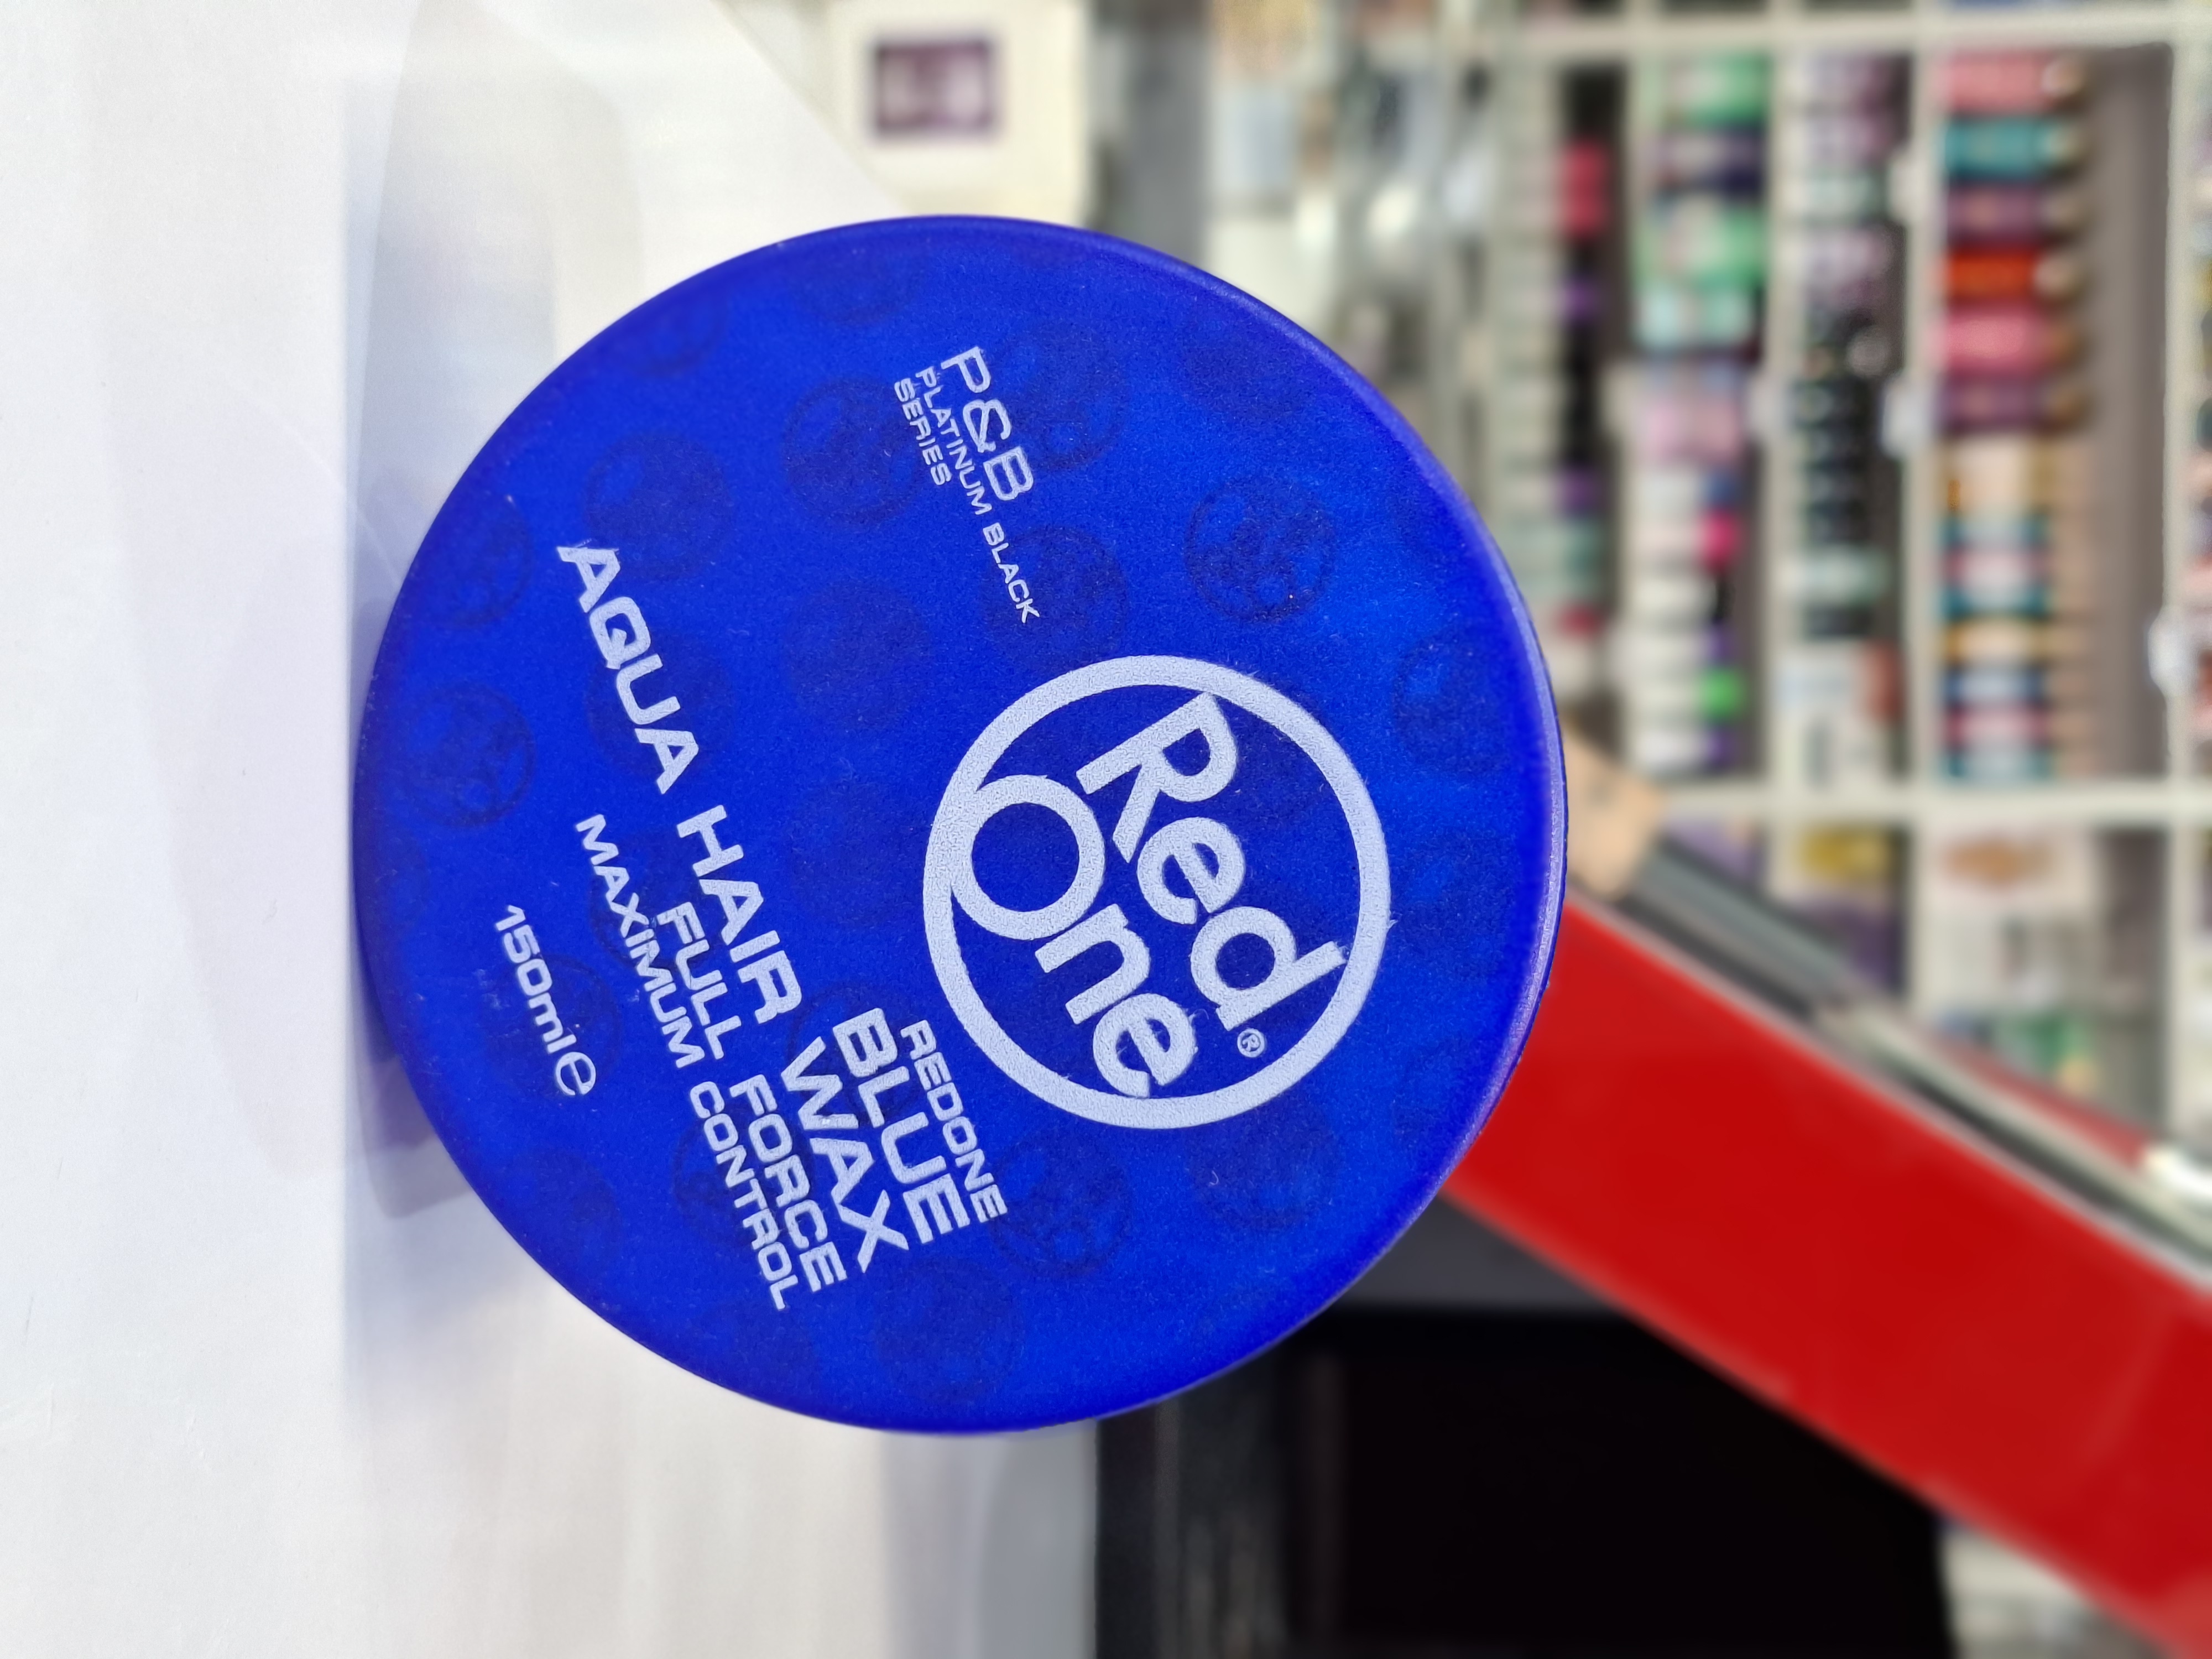 P&B
PLATINUM BLACK
SERIES
Red®
One
REDONE
BLUE
AQUA HAIR WAX
FULL FORCE
MAXIMUM CONTROL
150ml ℮